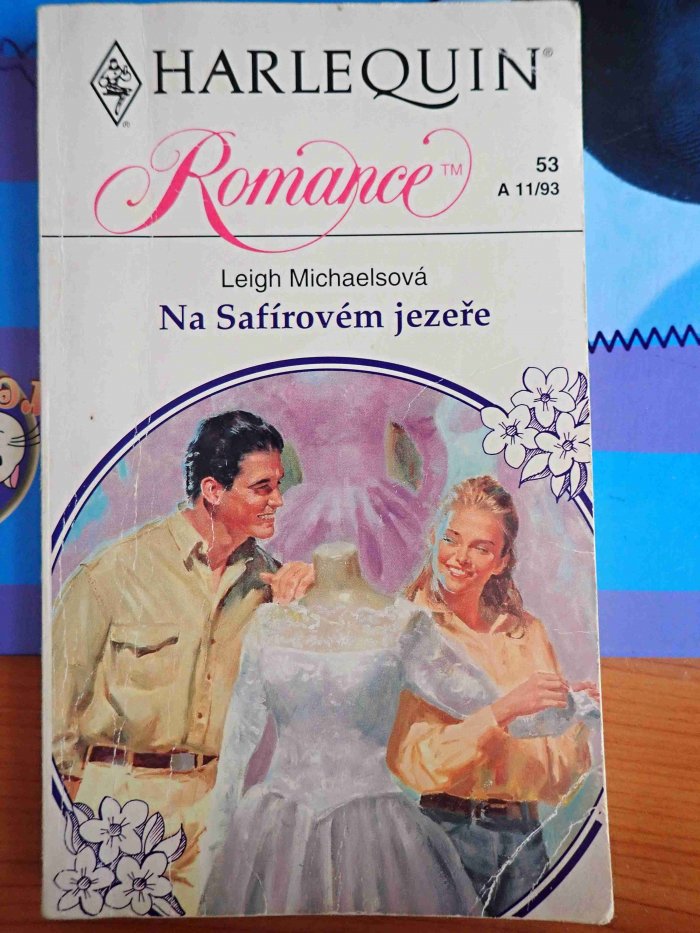 HARLEQUIN®
Romance™
53
A 11/93
Leigh Michaelsová
Na Safírovém jezeře